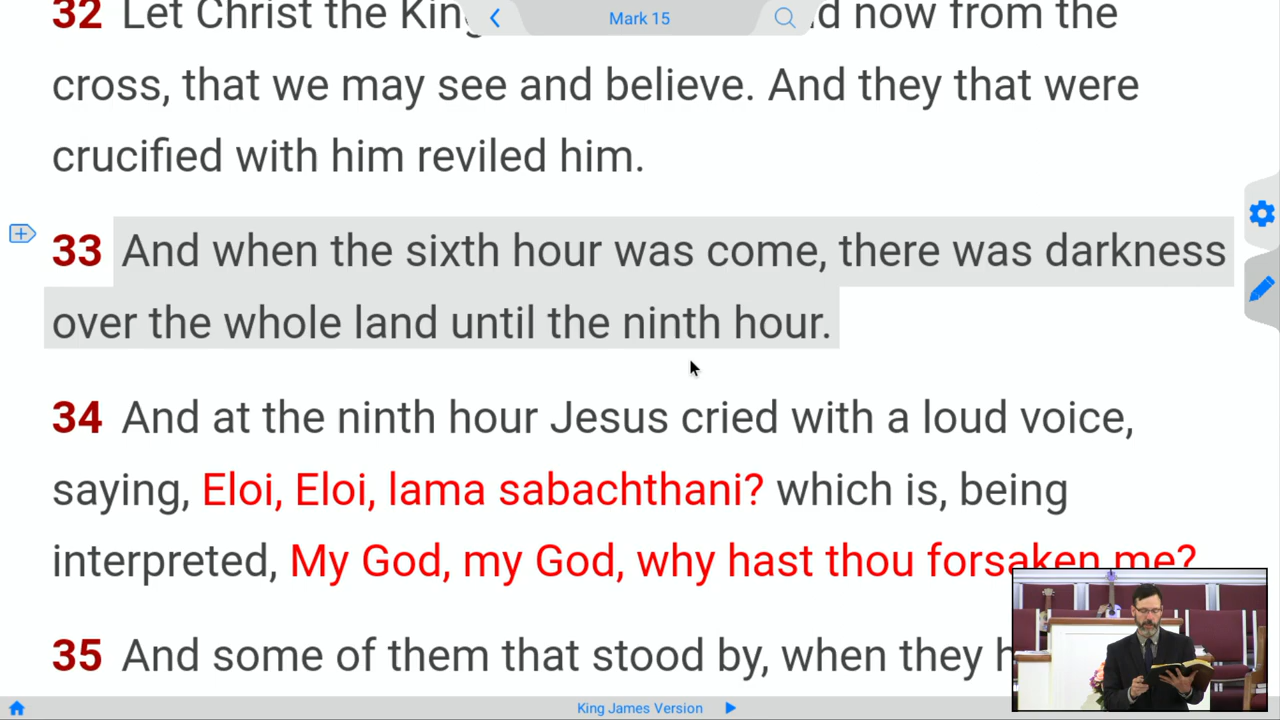 32 Let Christ the King
Mark 15
now from the
cross, that we may see and believe. And they that were
crucified with him reviled him.
33 And when the sixth hour was come, there was darkness
over the whole land until the ninth hour.
34 And at the ninth hour Jesus cried with a loud voice,
saying, Eloi, Eloi, lama sabachthani? which is, being
interpreted, My God, my God, why hast thou forsaken me?
35 And some of them that stood by, when they
King James Version